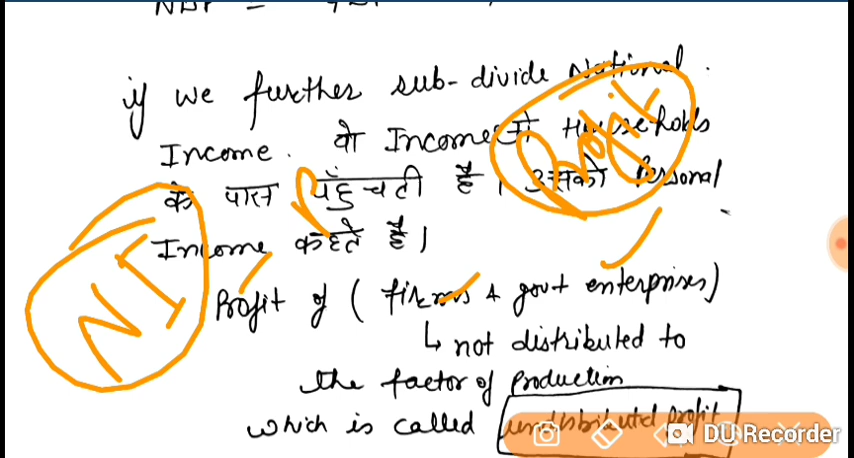 NDP =
if we further sub-divide National.
Income. वो Income जो Households
के पास पहुंचती है। उसको Personal
Income कहते हैं।
Profit
NI
Profit of ( firms & govt enterprises)
↳ not distributed to
the factor of Production
which is called undistributed profit
DU Recorder